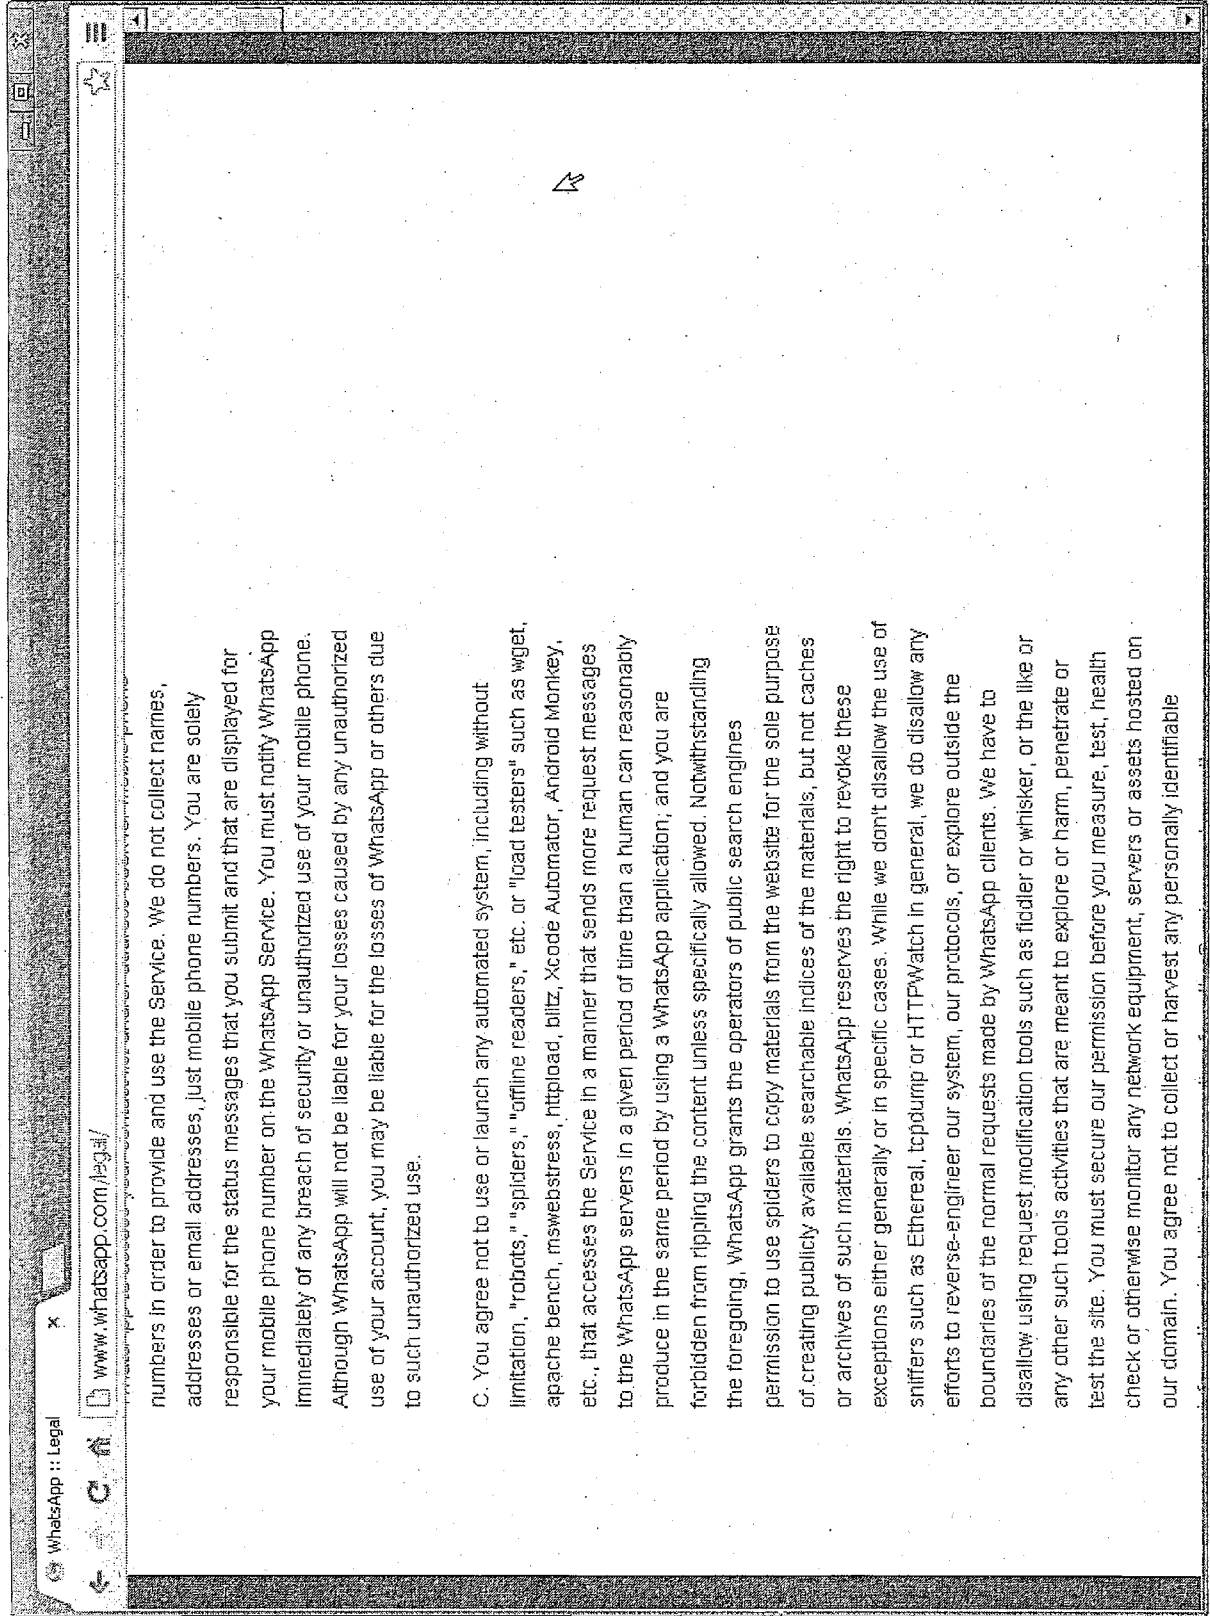 WhatsApp :: Legal
www.whatsapp.com/legal/
numbers in order to provide and use the Service. We do not collect names,
addresses or email addresses, just mobile phone numbers. You are solely
responsible for the status messages that you submit and that are displayed for
your mobile phone number on the WhatsApp Service. You must notify WhatsApp
immediately of any breach of security or unauthorized use of your mobile phone.
Although WhatsApp will not be liable for your losses caused by any unauthorized
use of your account, you may be liable for the losses of WhatsApp or others due
to such unauthorized use.
C. You agree not to use or launch any automated system, including without
limitation, "robots," "spiders," "offline readers," etc. or "load testers" such as wget,
apache bench, mswebstress, httpload, blitz, Xcode Automator, Android Monkey,
etc., that accesses the Service in a manner that sends more request messages
to the WhatsApp servers in a given period of time than a human can reasonably
produce in the same period by using a WhatsApp application, and you are
forbidden from ripping the content unless specifically allowed. Notwithstanding
the foregoing, WhatsApp grants the operators of public search engines
permission to use spiders to copy materials from the website for the sole purpose
of creating publicly available searchable indices of the materials, but not caches
or archives of such materials. WhatsApp reserves the right to revoke these
exceptions either generally or in specific cases. While we don't disallow the use of
sniffers such as Ethereal, tcpdump or HTTPWatch in general, we do disallow any
efforts to reverse-engineer our system, our protocols, or explore outside the
boundaries of the normal requests made by WhatsApp clients. We have to
disallow using request modification tools such as fiddler or whisker, or the like or
any other such tools activities that are meant to explore or harm, penetrate or
test the site. You must secure our permission before you measure, test, health
check or otherwise monitor any network equipment, servers or assets hosted on
our domain. You agree not to collect or harvest any personally identifiable